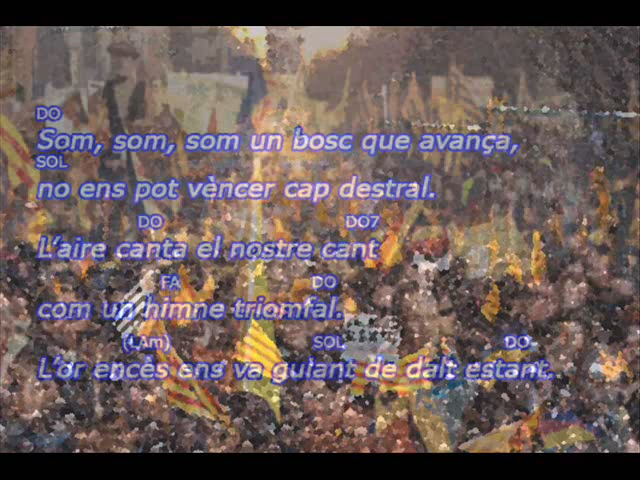 DO
Som, som, som un bosc que avança,
SOL
no ens pot vèncer cap destral.
DO DO7
L'aire canta el nostre cant
FA DO
com un himne triomfal.
(LAm) SOL DO
L'or encès ens va guiant de dalt estant.